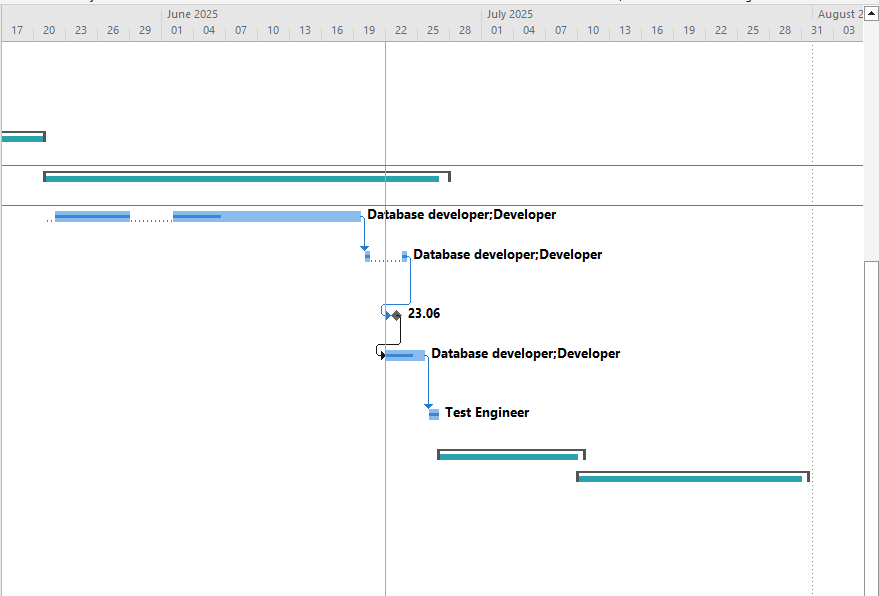 June 2025 July 2025 August 2
17 20 23 26 29 01 04 07 10 13 16 19 22 25 28 01 04 07 10 13 16 19 22 25 28 31 03
Database developer;Developer
Database developer;Developer
23.06
Database developer;Developer
Test Engineer